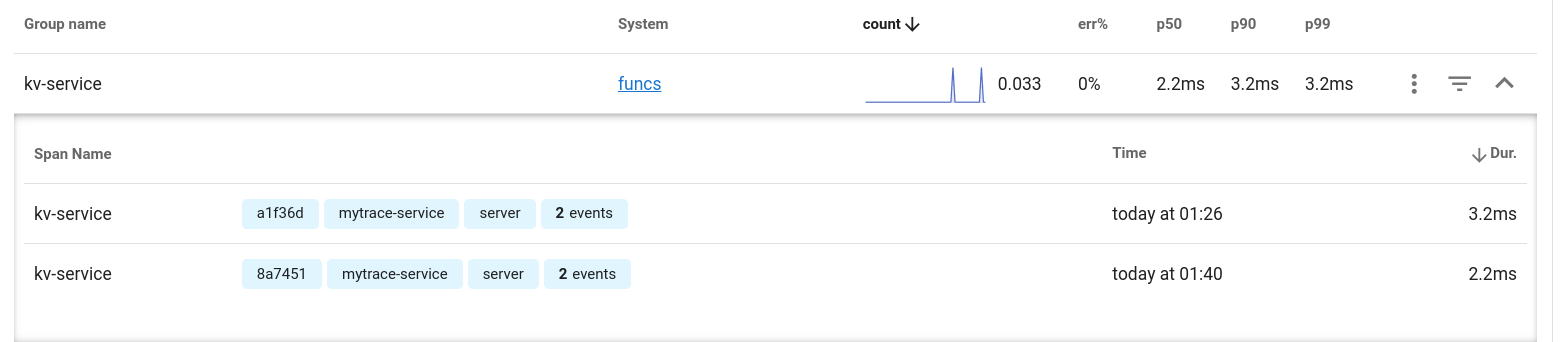 Group name System count err% p50 p90 p99
kv-service funcs 0.033 0% 2.2ms 3.2ms 3.2ms
Span Name Time Dur.
kv-service a1f36d mytrace-service server 2 events today at 01:26 3.2ms
kv-service 8a7451 mytrace-service server 2 events today at 01:40 2.2ms